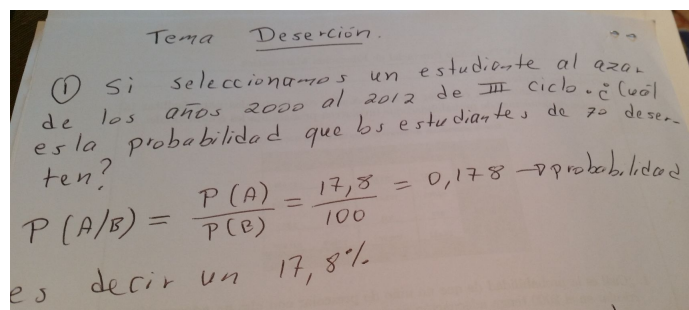 Tema Deserción.
① Si seleccionamos un estudiante al azar
de los años 2000 al 2012 de III ciclo. ¿Cuál
es la probabilidad que los estudiantes de 7o deser-
ten?
P(A/B) = P(A)/P(B) = 17,8/100 = 0,178 → probabilidad
es decir un 17,8%